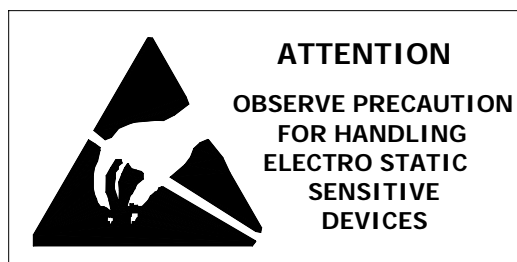 ATTENTION
OBSERVE PRECAUTION
FOR HANDLING
ELECTRO STATIC
SENSITIVE
DEVICES